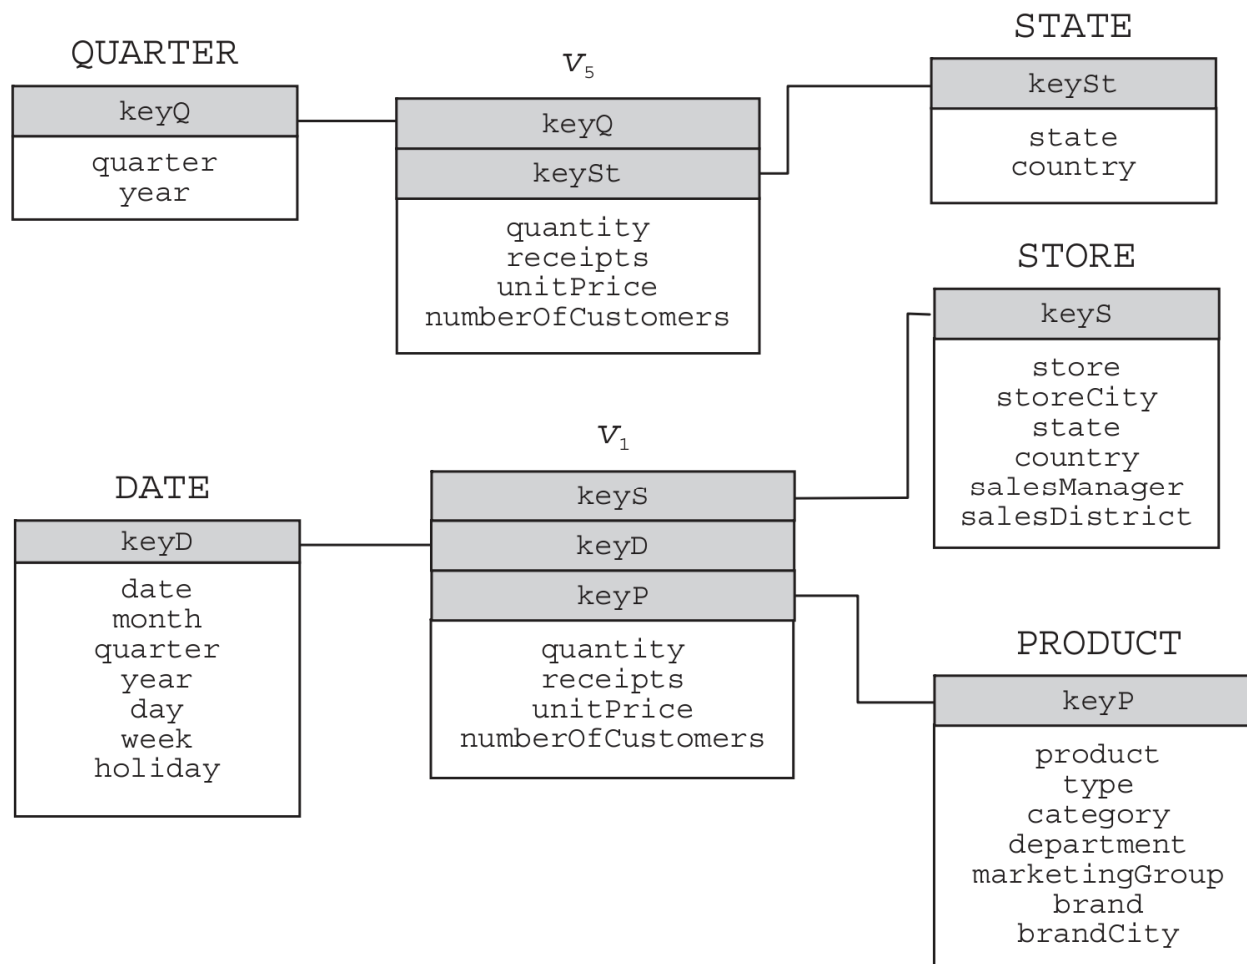 QUARTER
keyQ
quarter
year
V5
keyQ
keySt
quantity
receipts
unitPrice
numberOfCustomers
STATE
keySt
state
country
STORE
keyS
store
storeCity
state
country
salesManager
salesDistrict
DATE
keyD
date
month
quarter
year
day
week
holiday
V1
keyS
keyD
keyP
quantity
receipts
unitPrice
numberOfCustomers
PRODUCT
keyP
product
type
category
department
marketingGroup
brand
brandCity